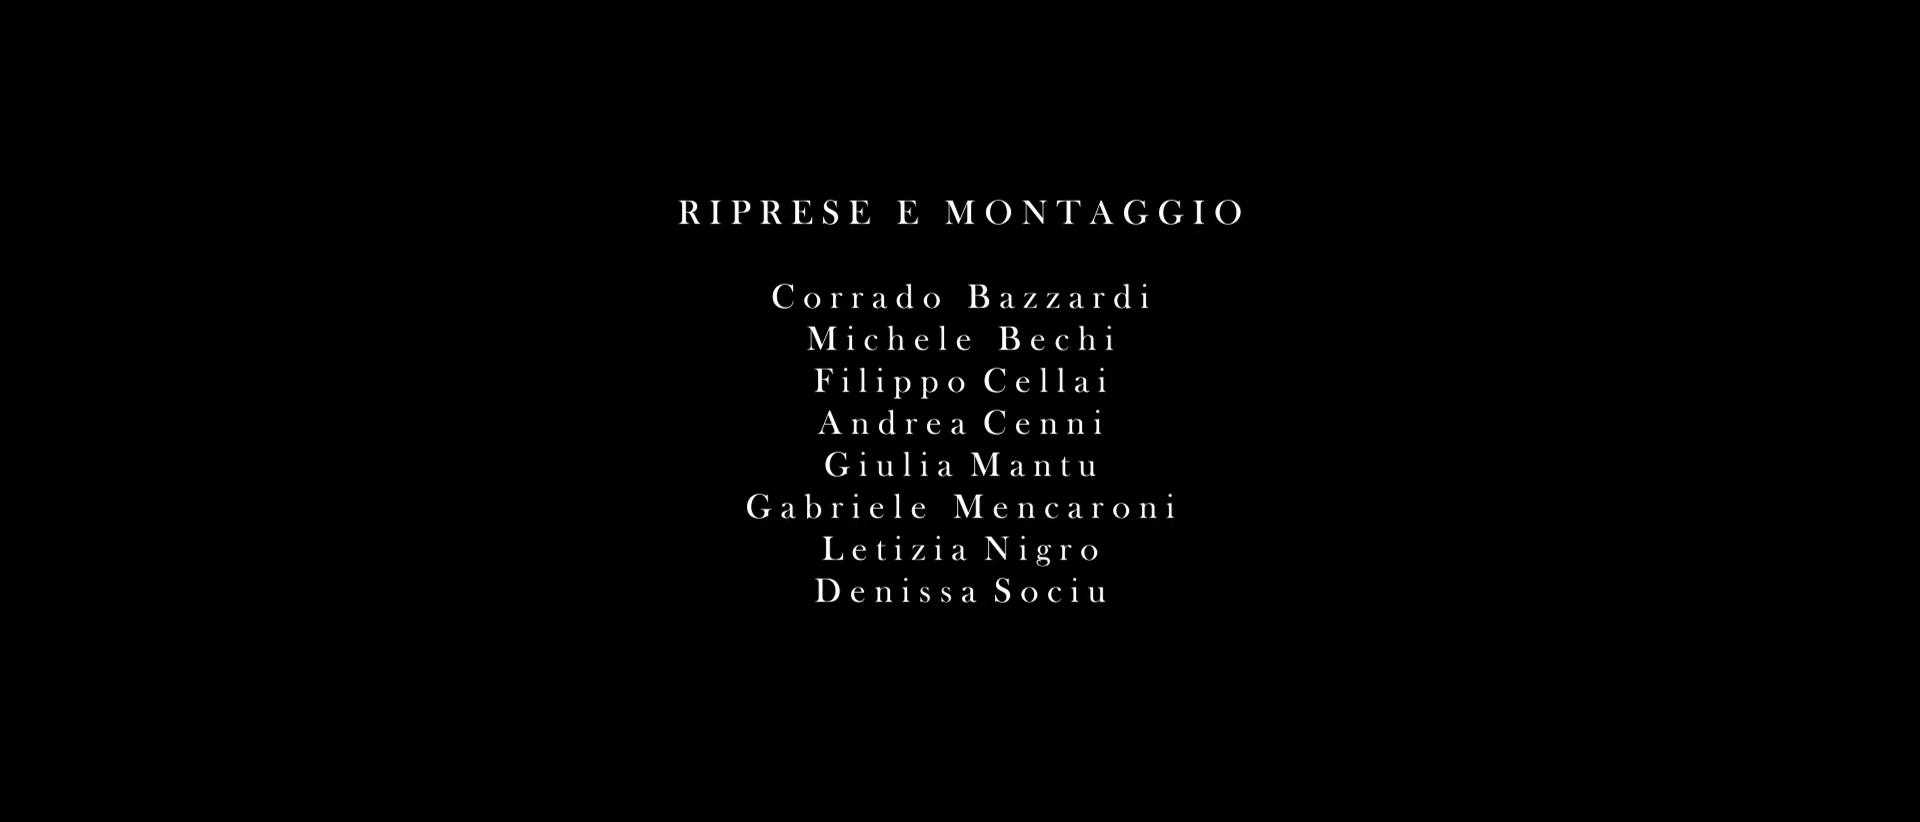 RIPRESE E MONTAGGIO
Corrado Bazzardi
Michele Bechi
Filippo Cellai
Andrea Cenni
Giulia Mantu
Gabriele Mencaroni
Letizia Nigro
Denissa Sociu